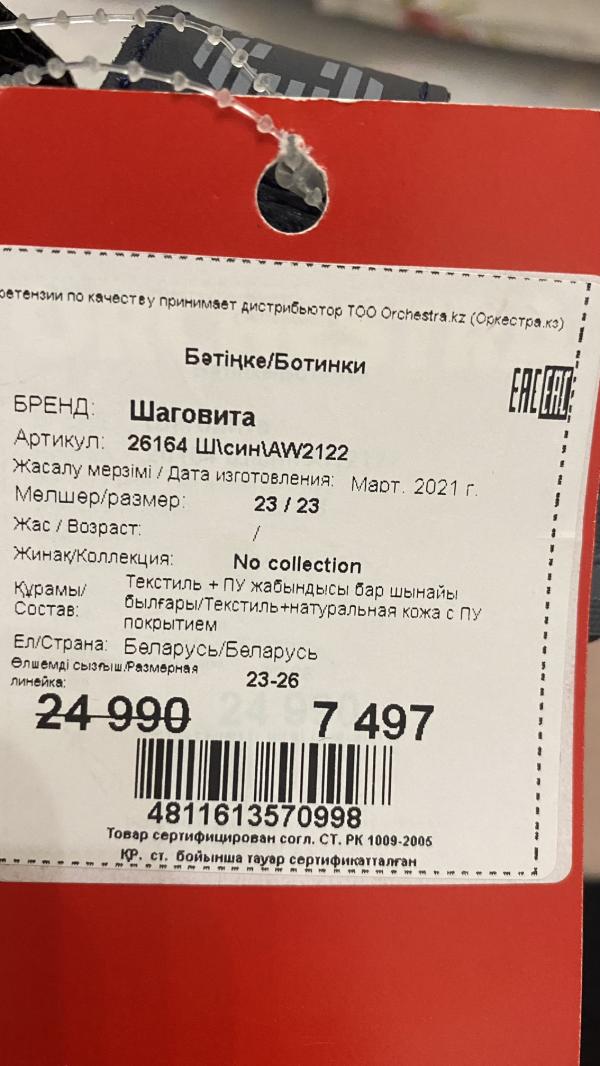 по качеству принимает дистрибьютор ТОО Orchestra.kz (Оркестра.кз)
Бәтіңке/Ботинки
EAC EAC
БРЕНД: Шаговита
Артикул: 26164 Ш\син\AW2122
Жасалу мерзімі / Дата изготовления: Март. 2021 г.
Мөлшер/размер: 23 / 23
Жас / Возраст: /
Жинақ/Коллекция: No collection
Құрамы/Состав: Текстиль + ПУ жабындысы бар шынайы
былғары/Текстиль+натуральная кожа с ПУ
покрытием
Ел/Страна: Беларусь/Беларусь
Өлшемді сызғыш/Размерная
линейка: 23-26
24 990 7 497
4811613570998
Товар сертифицирован согл. СТ. РК 1009-2005
ҚР. ст. бойынша тауар сертификатталған